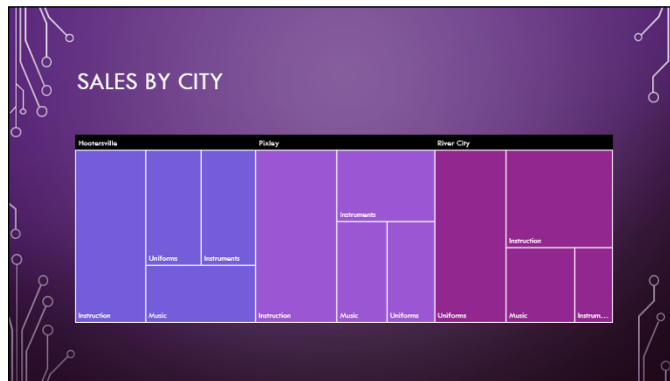 SALES BY CITY
Hootersville
Pixley
River City
Instruction
Uniforms
Instruments
Music
Instruction
Instruments
Music
Uniforms
Uniforms
Instruction
Music
Instrum...